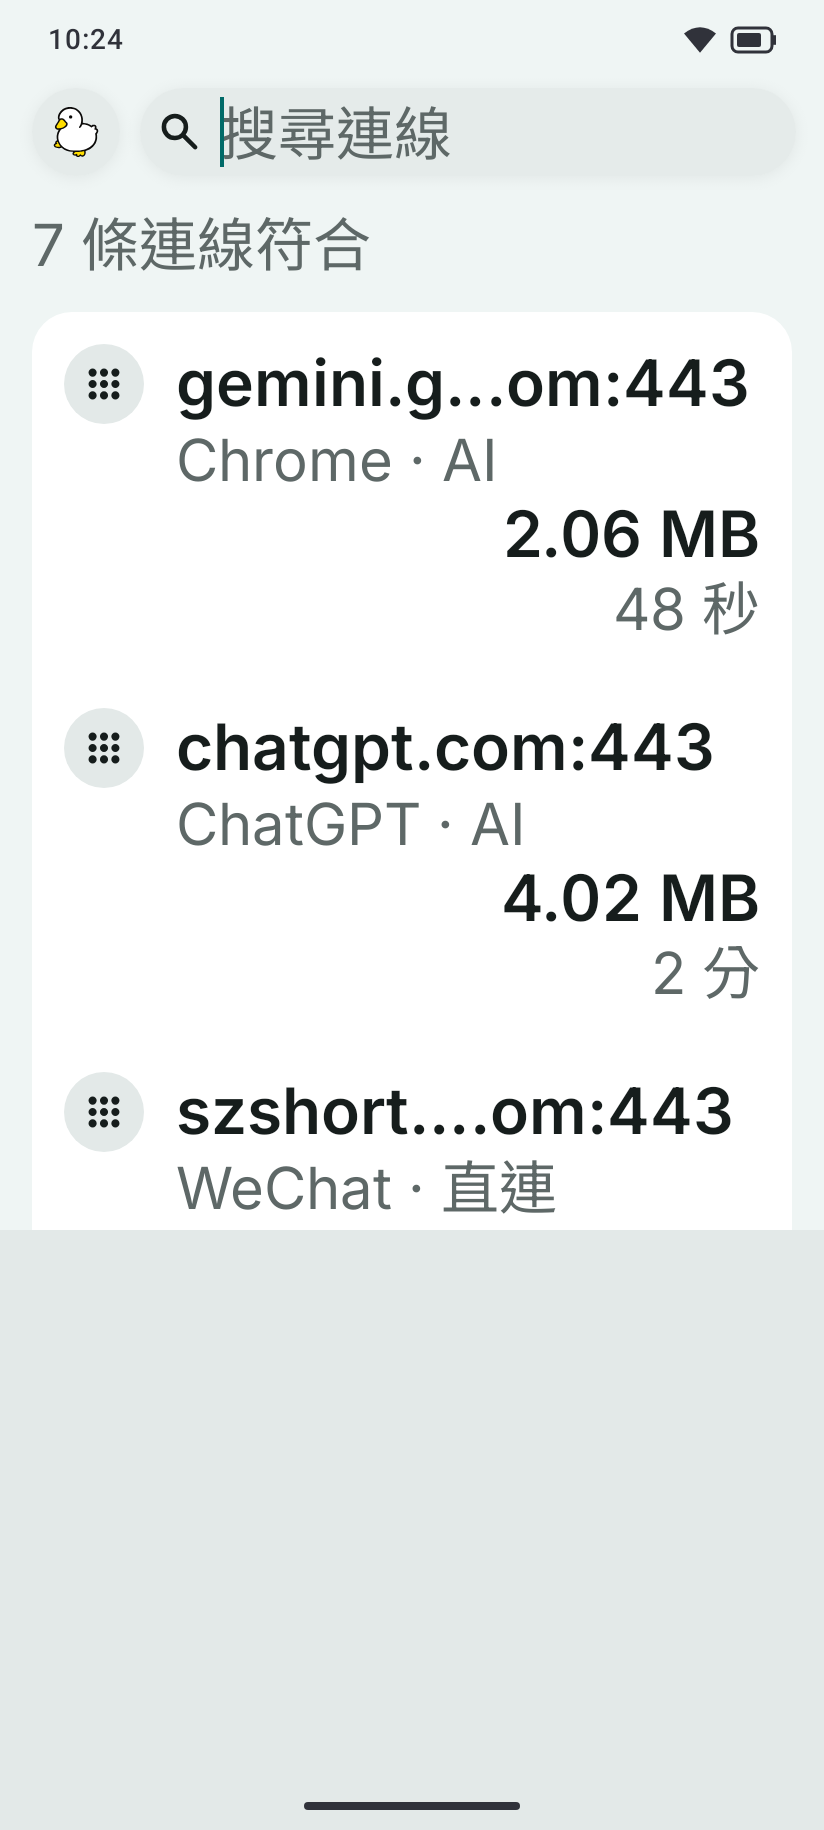 10:24
搜尋連線
7 條連線符合
gemini.g...om:443
Chrome · AI
2.06 MB
48 秒
chatgpt.com:443
ChatGPT · AI
4.02 MB
2 分
szshort....om:443
WeChat · 直連